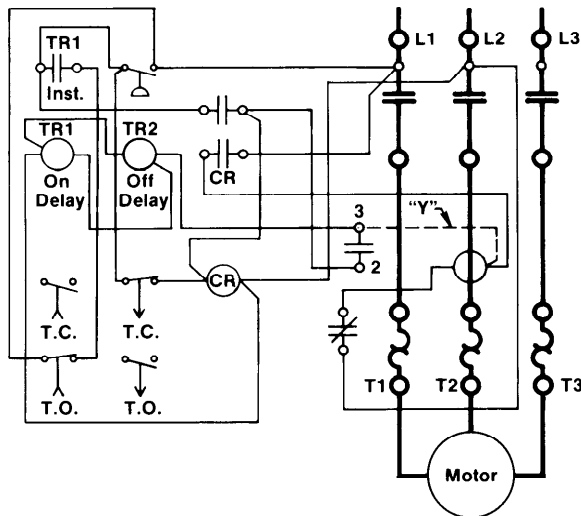 L1 L2 L3
TR1
Inst.
TR1 TR2
On Off
Delay Delay
CR
3 "Y"
2
CR
T.C. T.C.
T.O. T.O.
T1 T2 T3
Motor